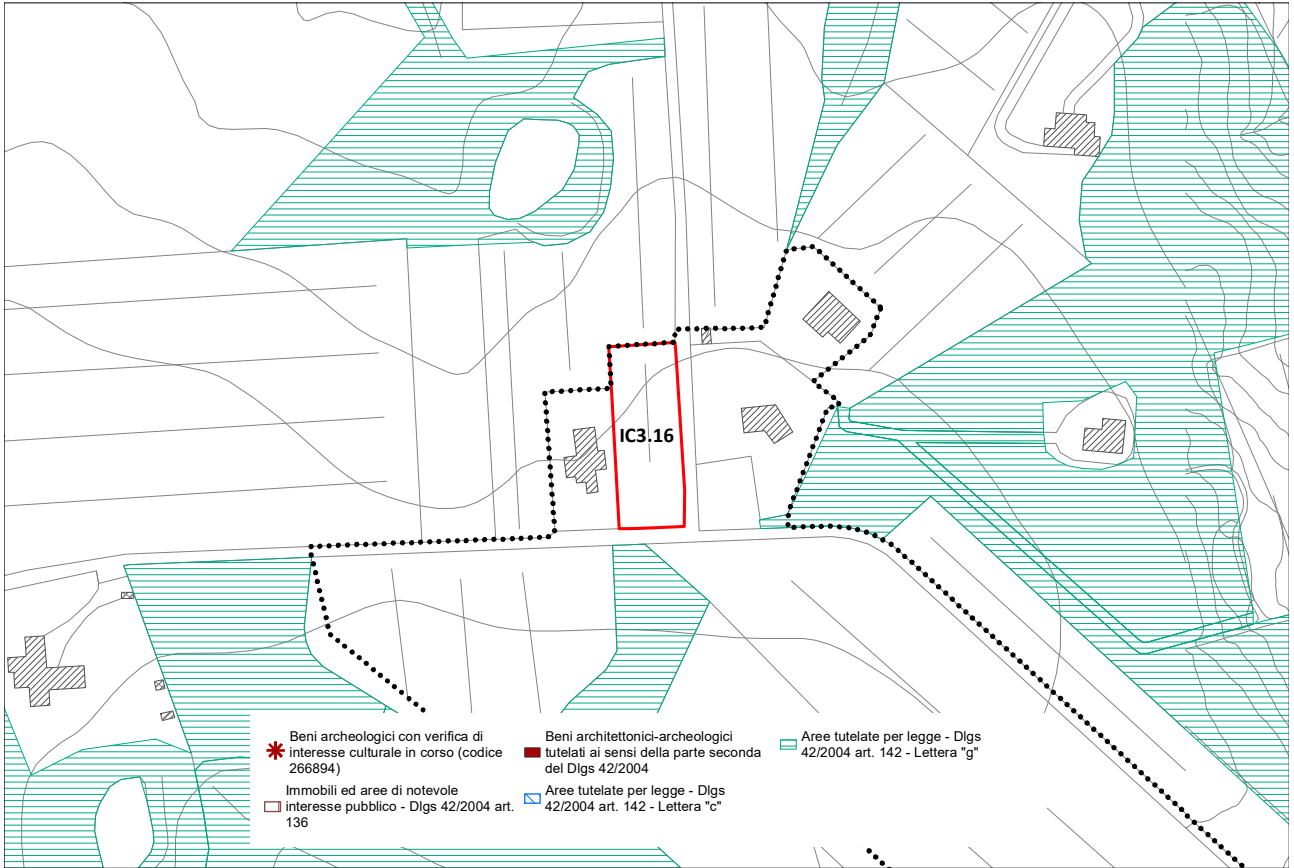 IC3.16
Beni archeologici con verifica di
interesse culturale in corso (codice
266894)
Immobili ed aree di notevole
interesse pubblico - Dlgs 42/2004 art.
136
Beni architettonici-archeologici
tutelati ai sensi della parte seconda
del Dlgs 42/2004
Aree tutelate per legge - Dlgs
42/2004 art. 142 - Lettera "c"
Aree tutelate per legge - Dlgs
42/2004 art. 142 - Lettera "g"